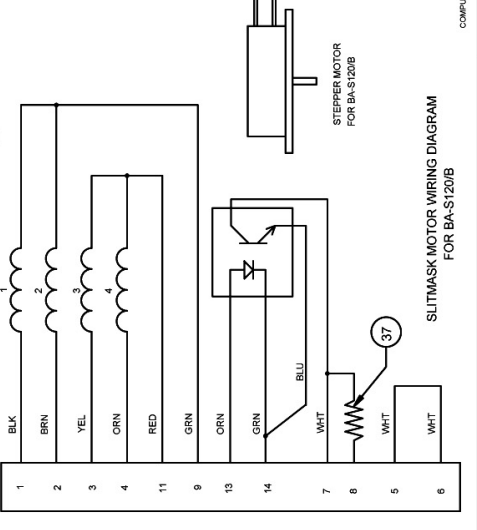 COMPU
STEPPER MOTOR
FOR BA-S120/B
SLITMASK MOTOR WIRING DIAGRAM
FOR BA-S120/B
1
2
3
4
37
BLK
BRN
YEL
ORN
RED
GRN
ORN
GRN
BLU
WHT
WHT
WHT
1
2
3
4
11
9
13
14
7
8
5
6